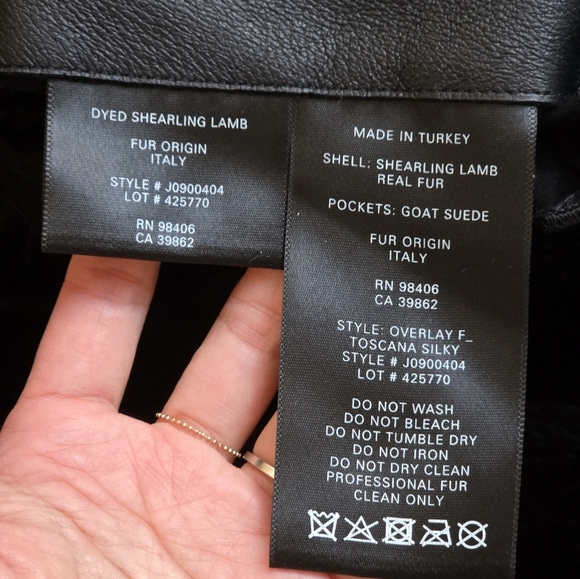 DYED SHEARLING LAMB
FUR ORIGIN
ITALY
STYLE # J0900404
LOT # 425770
RN 98406
CA 39862
MADE IN TURKEY
SHELL: SHEARLING LAMB
REAL FUR
POCKETS: GOAT SUEDE
FUR ORIGIN
ITALY
RN 98406
CA 39862
STYLE: OVERLAY F_
TOSCANA SILKY
STYLE # J0900404
LOT # 425770
DO NOT WASH
DO NOT BLEACH
DO NOT TUMBLE DRY
DO NOT IRON
DO NOT DRY CLEAN
PROFESSIONAL FUR
CLEAN ONLY